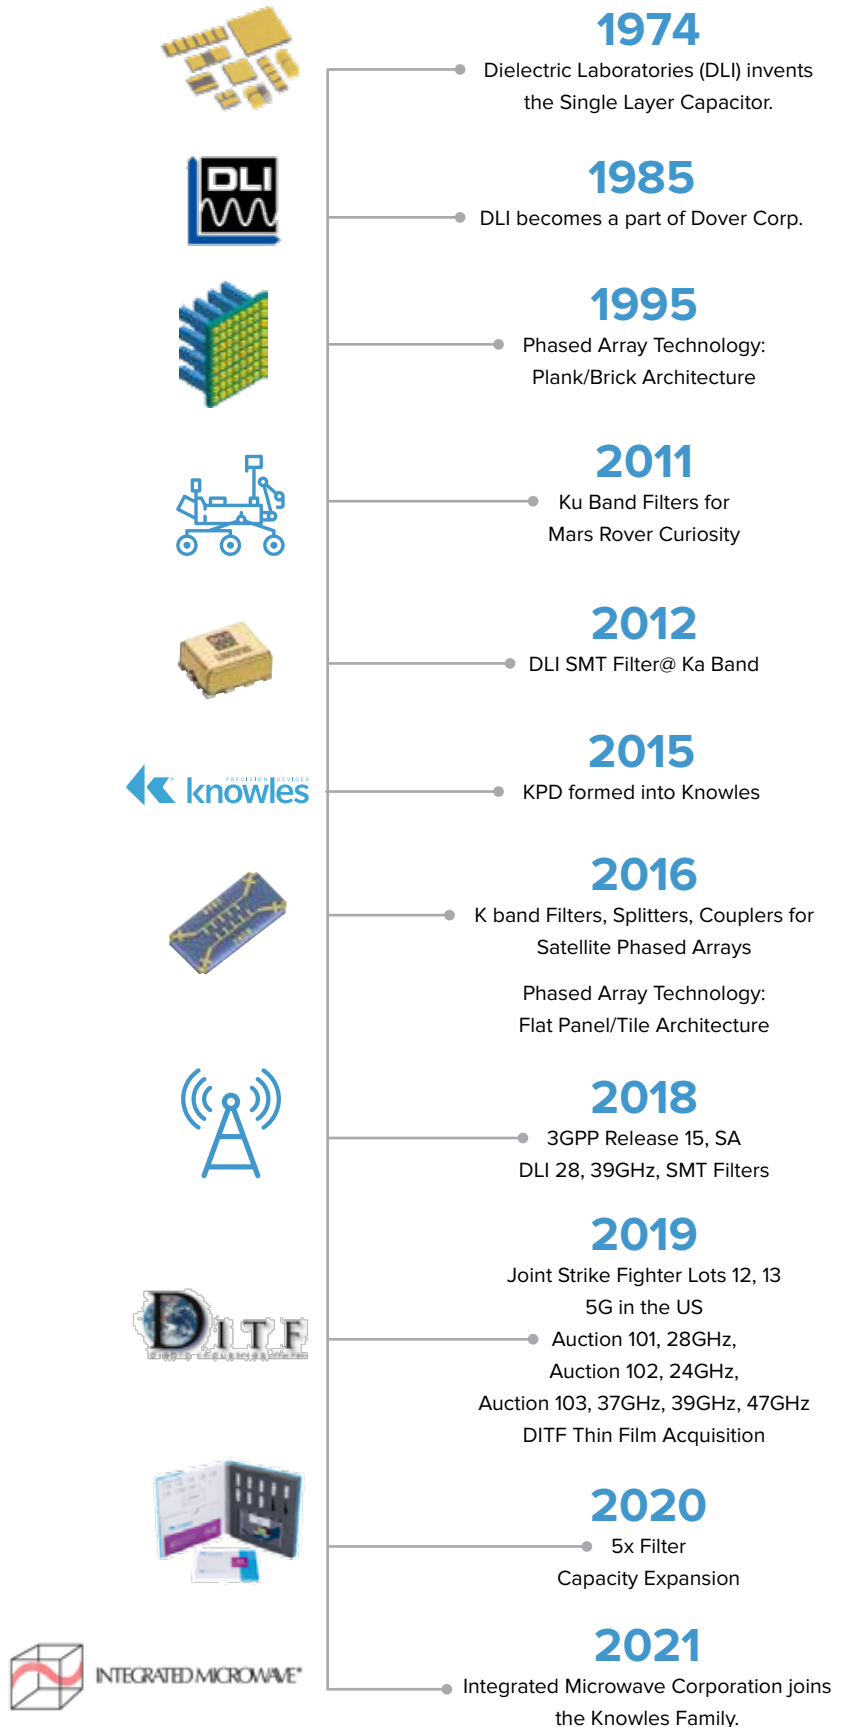 1974
Dielectric Laboratories (DLI) invents
the Single Layer Capacitor.
DLI
1985
DLI becomes a part of Dover Corp.
1995
Phased Array Technology:
Plank/Brick Architecture
2011
Ku Band Filters for
Mars Rover Curiosity
2012
DLI SMT Filter@ Ka Band
2015
PRECISION DEVICES
knowles
KPD formed into Knowles
2016
K band Filters, Splitters, Couplers for
Satellite Phased Arrays
Phased Array Technology:
Flat Panel/Tile Architecture
2018
3GPP Release 15, SA
DLI 28, 39GHz, SMT Filters
2019
Joint Strike Fighter Lots 12, 13
5G in the US
DITF
Auction 101, 28GHz,
Auction 102, 24GHz,
Auction 103, 37GHz, 39GHz, 47GHz
DITF Thin Film Acquisition
2020
5x Filter
Capacity Expansion
2021
INTEGRATED MICROWAVE®
Integrated Microwave Corporation joins
the Knowles Family.